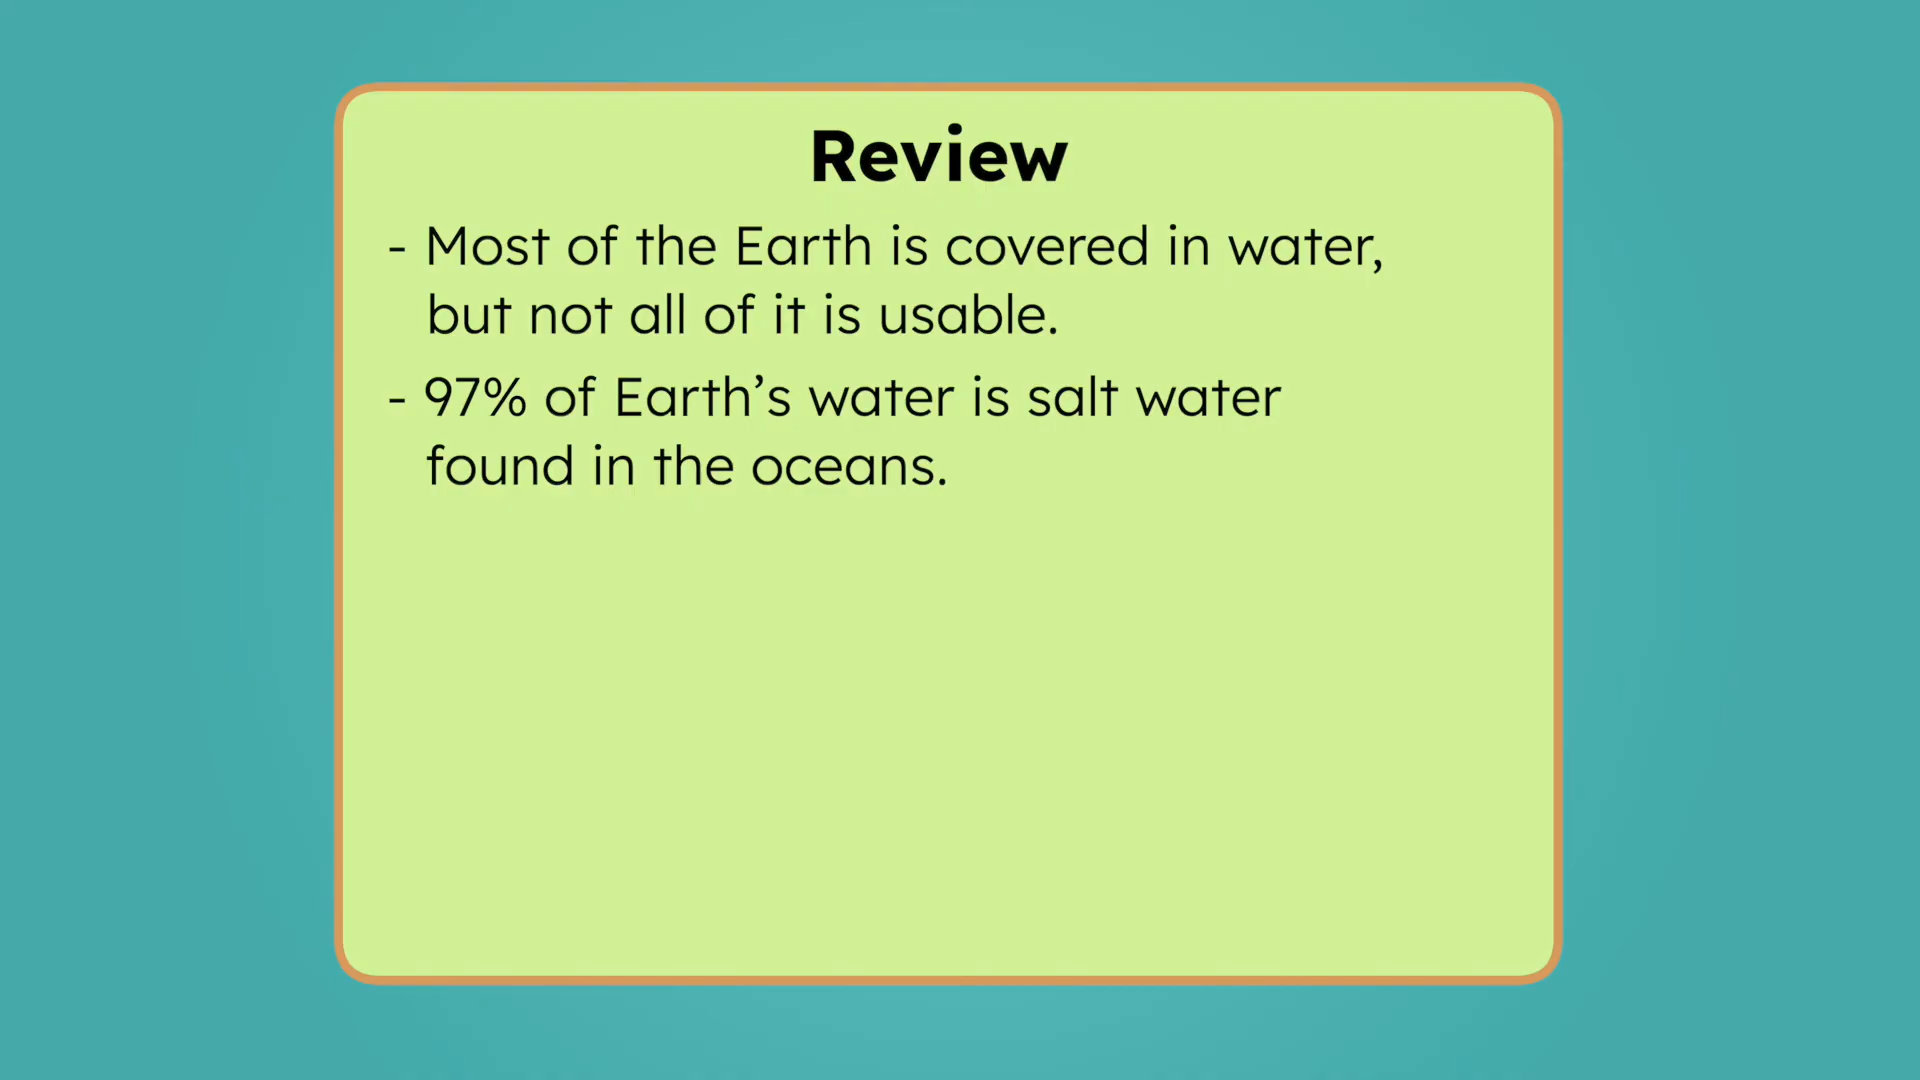 Review
- Most of the Earth is covered in water,
but not all of it is usable.
- 97% of Earth’s water is salt water
found in the oceans.